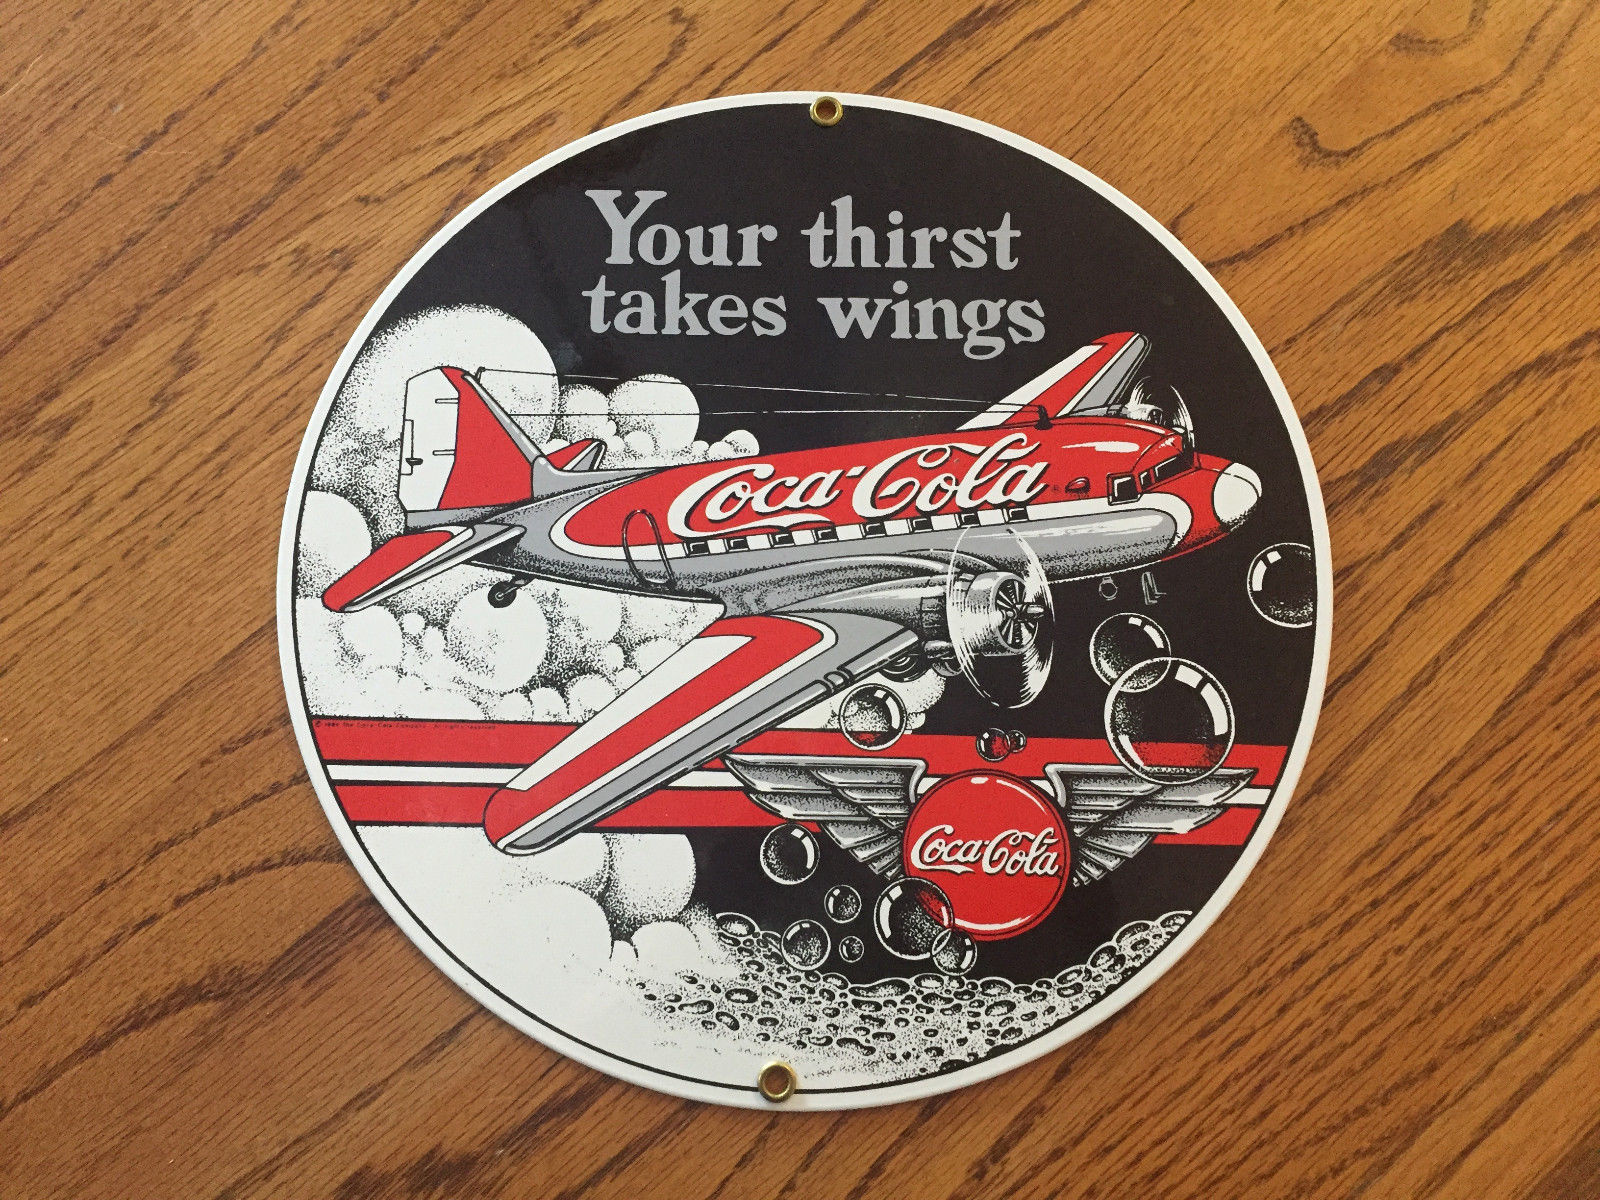 Your thirst
takes wings
Coca-Cola
Coca-Cola